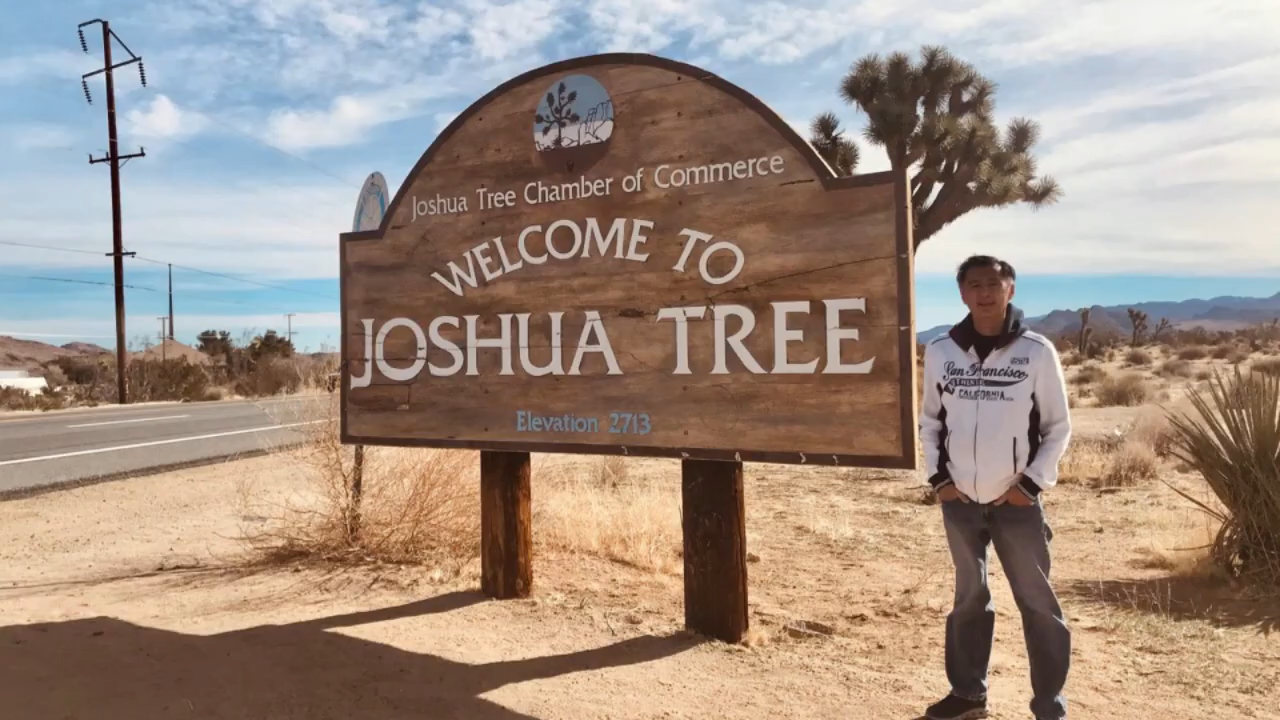 Joshua Tree Chamber of Commerce
WELCOME TO
JOSHUA TREE
Elevation 2713
San Francisco
CALIFORNIA